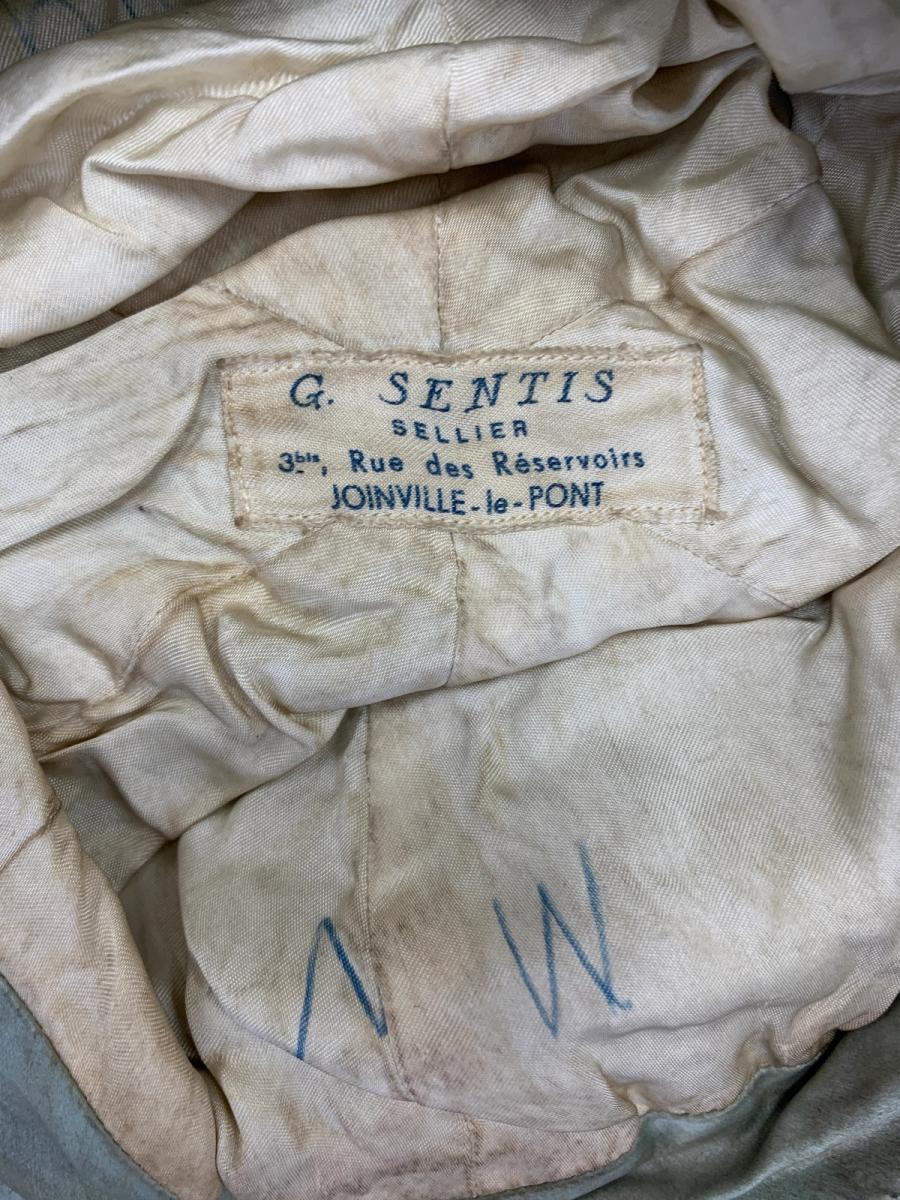 G. SENTIS
SELLIER
3bis, Rue des Réservoirs
JOINVILLE-le-PONT